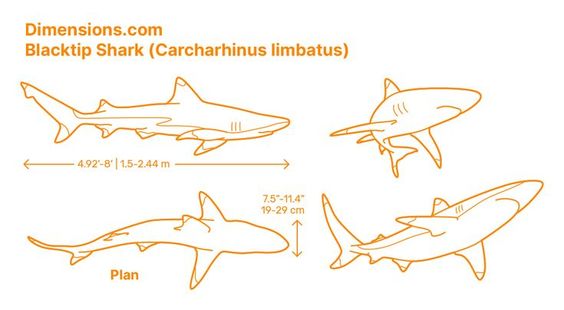 Dimensions.com
Blacktip Shark (Carcharhinus limbatus)
4.92'-8' | 1.5-2.44 m
7.5"-11.4"
19-29 cm
Plan